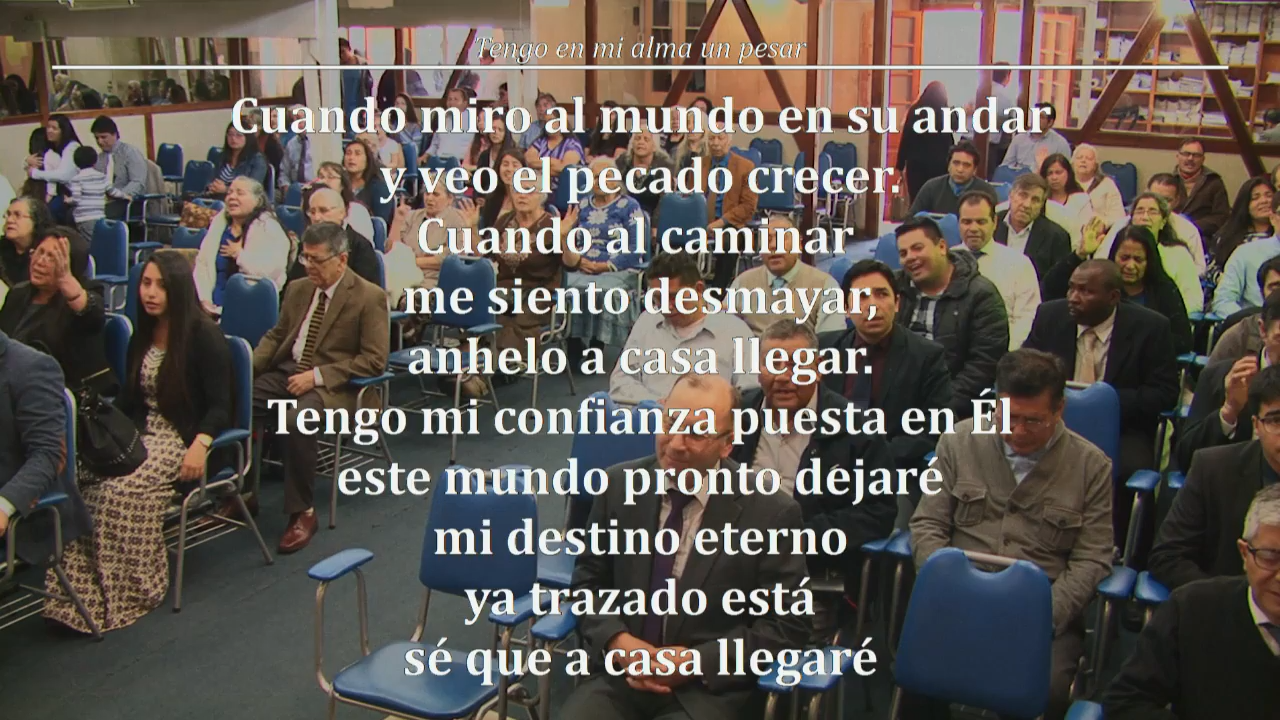 Tengo en mi alma un pesar
Cuando miro al mundo en su andar
y veo el pecado crecer.
Cuando al caminar
me siento desmayar,
anhelo a casa llegar.
Tengo mi confianza puesta en Él
este mundo pronto dejaré
mi destino eterno
ya trazado está
sé que a casa llegaré